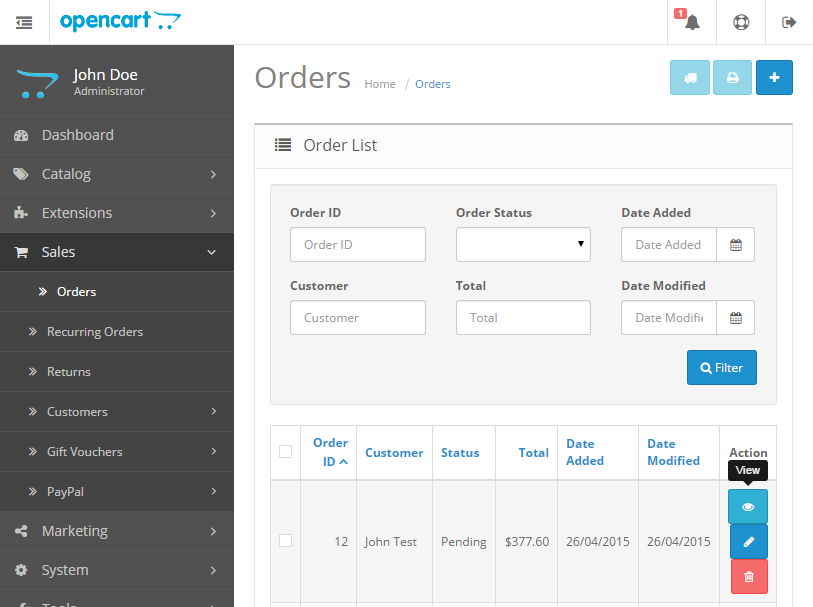 opencart
1
John Doe
Administrator
Dashboard
Catalog
Extensions
Sales
Orders
Recurring Orders
Returns
Customers
Gift Vouchers
PayPal
Marketing
System
Tools
Orders Home / Orders
Order List
Order ID Order Status Date Added
Order ID Date Added
Customer Total Date Modified
Customer Total Date Modifie
Filter
Order ID Customer Status Total Date Added Date Modified Action
View
12 John Test Pending $377.60 26/04/2015 26/04/2015